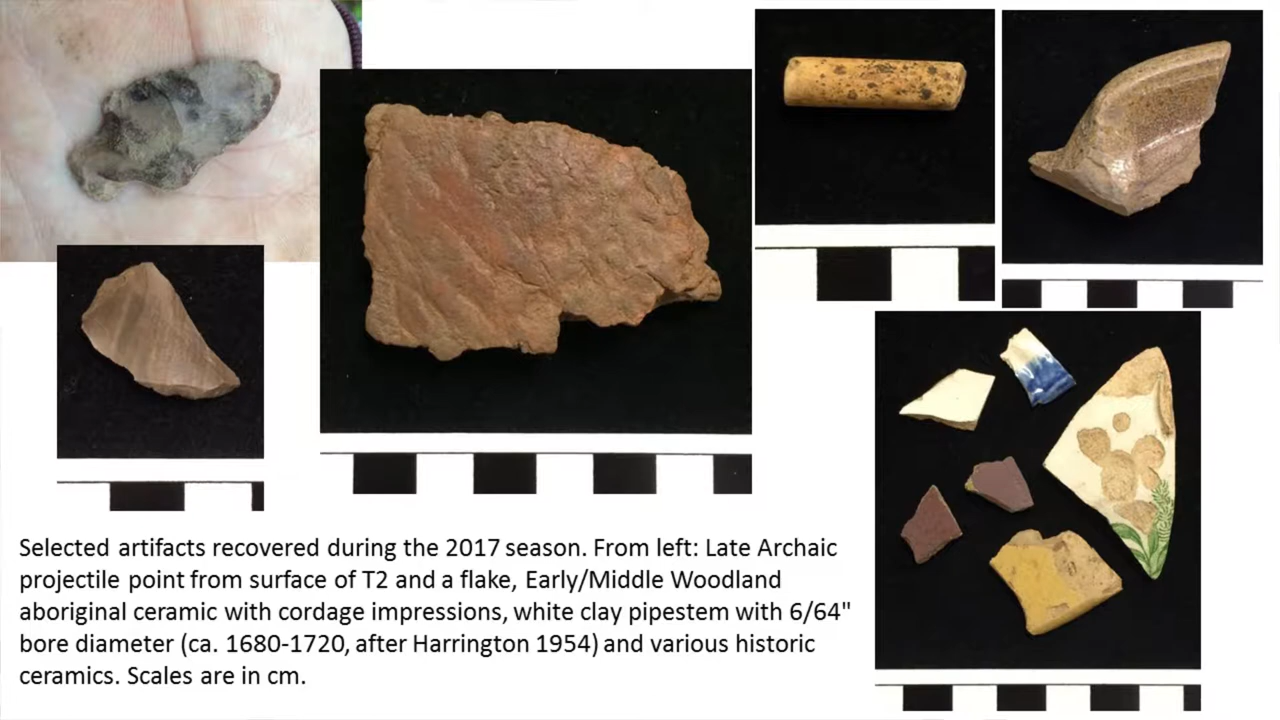 Selected artifacts recovered during the 2017 season. From left: Late Archaic
projectile point from surface of T2 and a flake, Early/Middle Woodland
aboriginal ceramic with cordage impressions, white clay pipestem with 6/64"
bore diameter (ca. 1680-1720, after Harrington 1954) and various historic
ceramics. Scales are in cm.